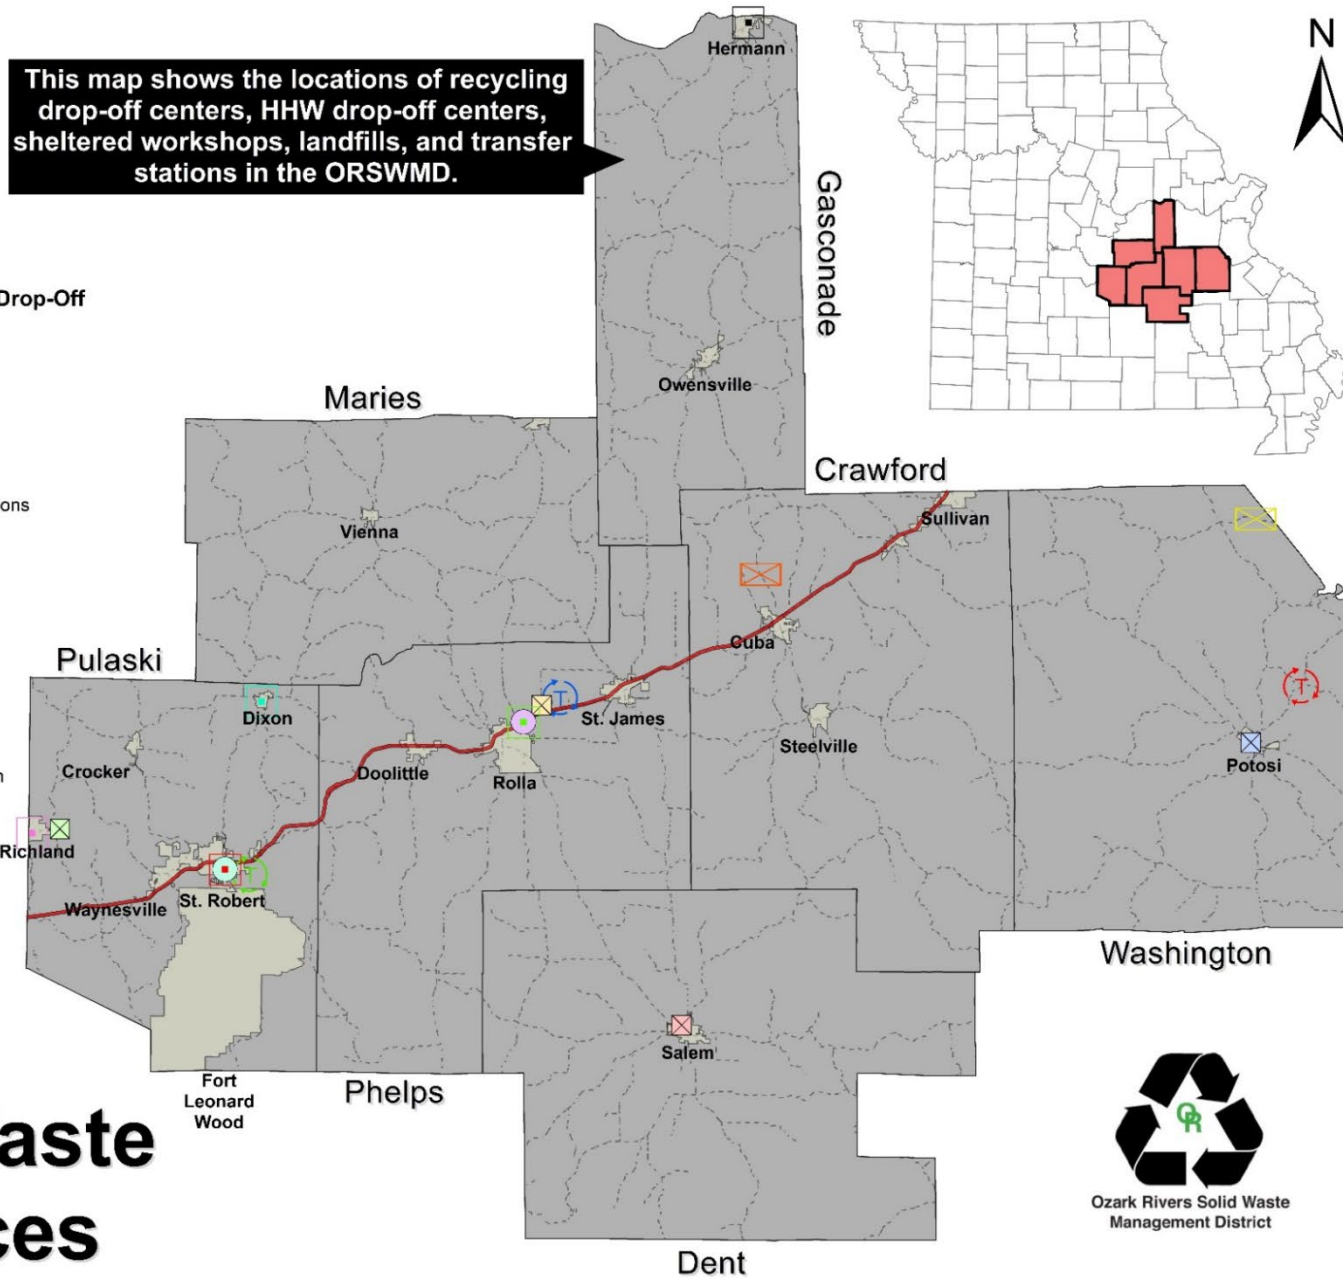 Hermann
N
This map shows the locations of recycling
drop-off centers, HHW drop-off centers,
sheltered workshops, landfills, and transfer
stations in the ORSWMD.
Gasconade
Drop-Off
Owensville
Maries
Crawford
ons
Sullivan
Vienna
Cuba
Pulaski
T
T
Dixon
St. James
Steelville
Crocker
Doolittle
Potosi
Rolla
Richland
T
Waynesville
St. Robert
Washington
Salem
Fort
Leonard
Wood
Phelps
OR
aste
ces
Ozark Rivers Solid Waste
Management District
Dent